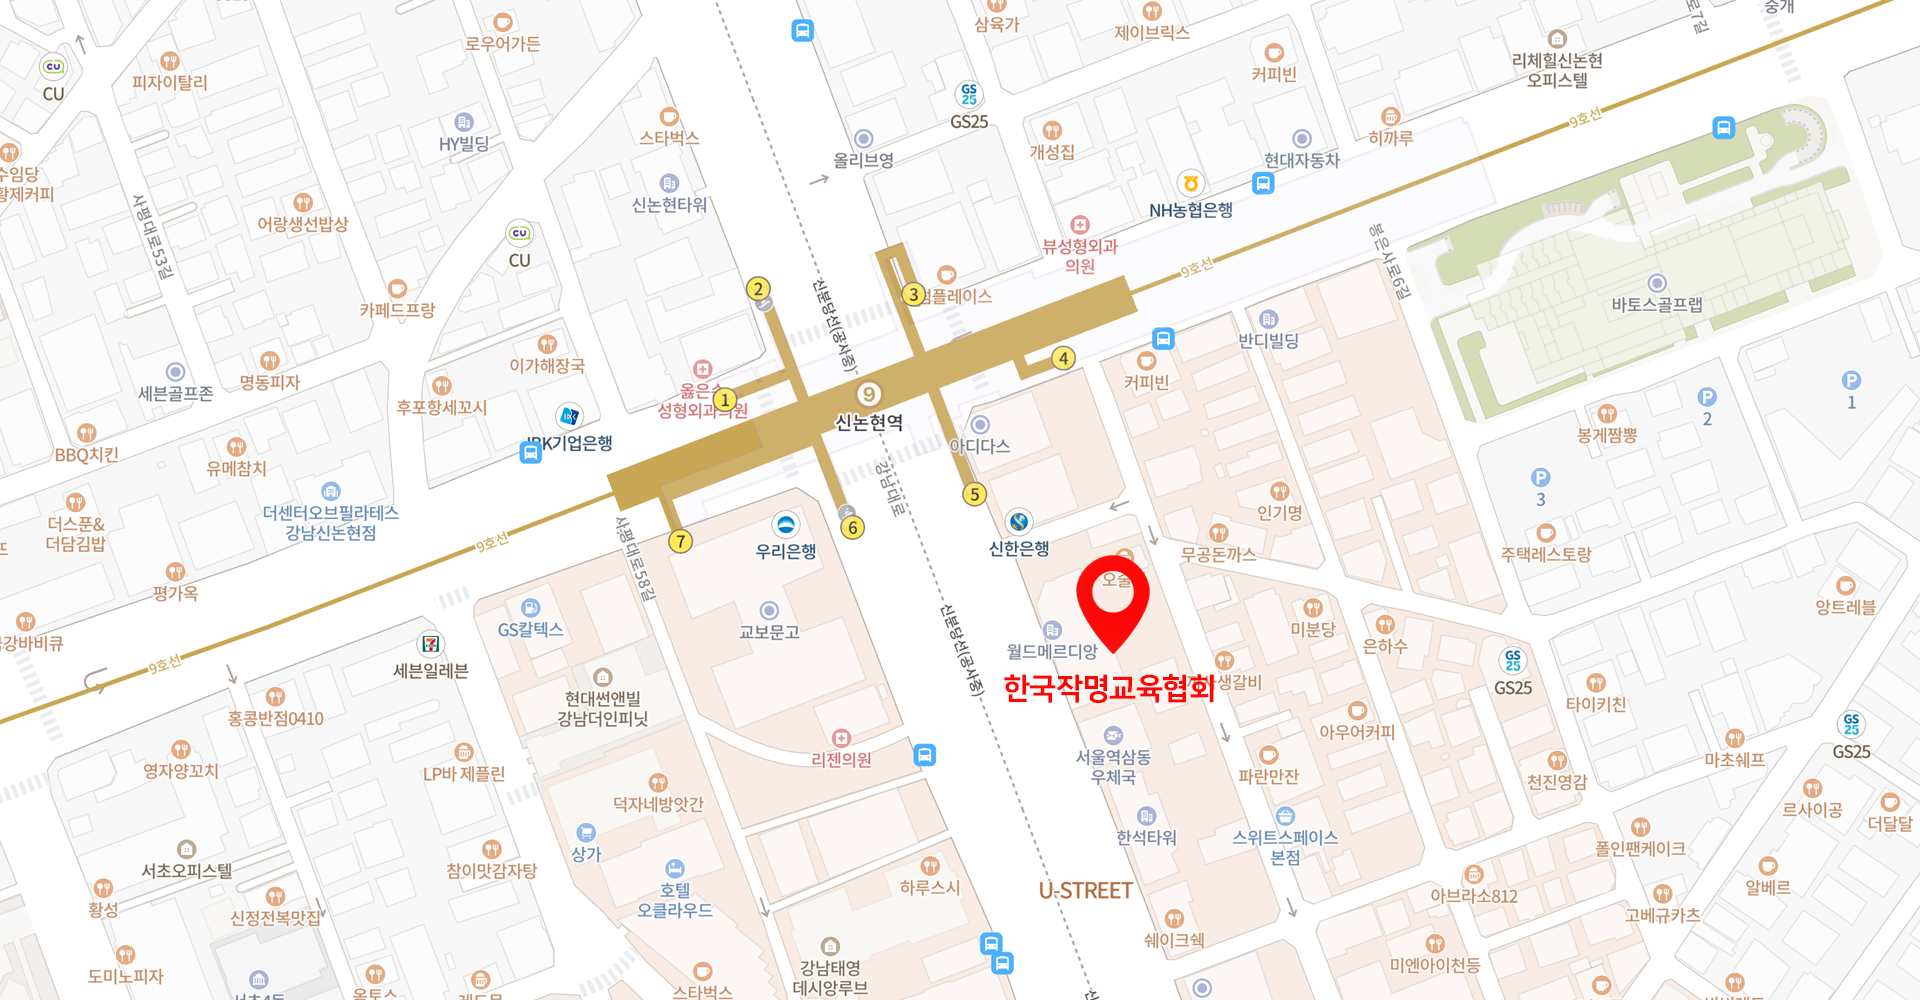 로우어가든
삼육가
제이브릭스
중개
CU
피자이탈리
커피빈
리체힐신논현
오피스텔
GS25
스타벅스
HY빌딩
올리브영
개성집
현대자동차
히까루
9호선
수임당
황제커피
사평대로53길
어랑생선밥상
신논현타워
NH농협은행
CU
뷰성형외과
의원
봉은사로6길
9호선
카페드프랑
2
3
썸플레이스
신분당선(공사중)
바토스골프랩
반디빌딩
이가해장국
4
커피빈
세븐골프존
명동피자
후포항세꼬시
성형외과의원
1
9
신논현역
P
1
P
2
봉게짬뽕
BBQ치킨
유메참치
IBK기업은행
아디다스
강남대로
P
3
더스푼&
더담김밥
더센터오브필라테스
강남신논현점
5
6
7
인기명
9호선
우리은행
신한은행
무공돈까스
주택레스토랑
평가옥
사평대로58길
GS칼텍스
교보문고
신분당선(공사중)
월드메르디앙
한국작명교육협회
미분당
은하수
앙트레블
강바비큐
9호선
세븐일레븐
현대썬앤빌
강남더인피닛
GS25
타이키친
홍콩반점0410
영자양꼬치
LP바 제플린
리젠의원
서울역삼동
우체국
아우어커피
파란만잔
천진영감
마초쉐프
GS25
덕자네방앗간
상가
한석타워
스위트스페이스
본점
르사이공
더달달
서초오피스텔
참이맛감자탕
호텔
오클라우드
하루스시
U-STREET
폴인팬케이크
알베르
황성
신정전복맛집
아브라소812
고베규카츠
쉐이크쉑
도미노피자
강남태영
데시앙루브
미엔아이천등
스타벅스